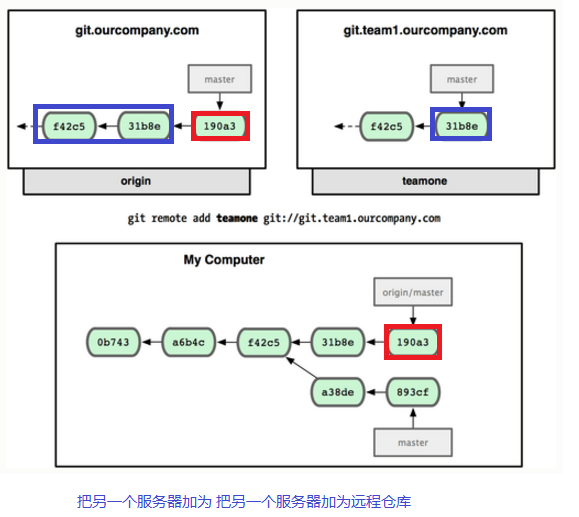 git.ourcompany.com
git.team1.ourcompany.com
master
master
f42c5
31b8e
190a3
f42c5
31b8e
origin
teamone
git remote add teamone git://git.team1.ourcompany.com
My Computer
origin/master
0b743
a6b4c
f42c5
31b8e
190a3
a38de
893cf
master
把另一个服务器加为 把另一个服务器加为远程仓库